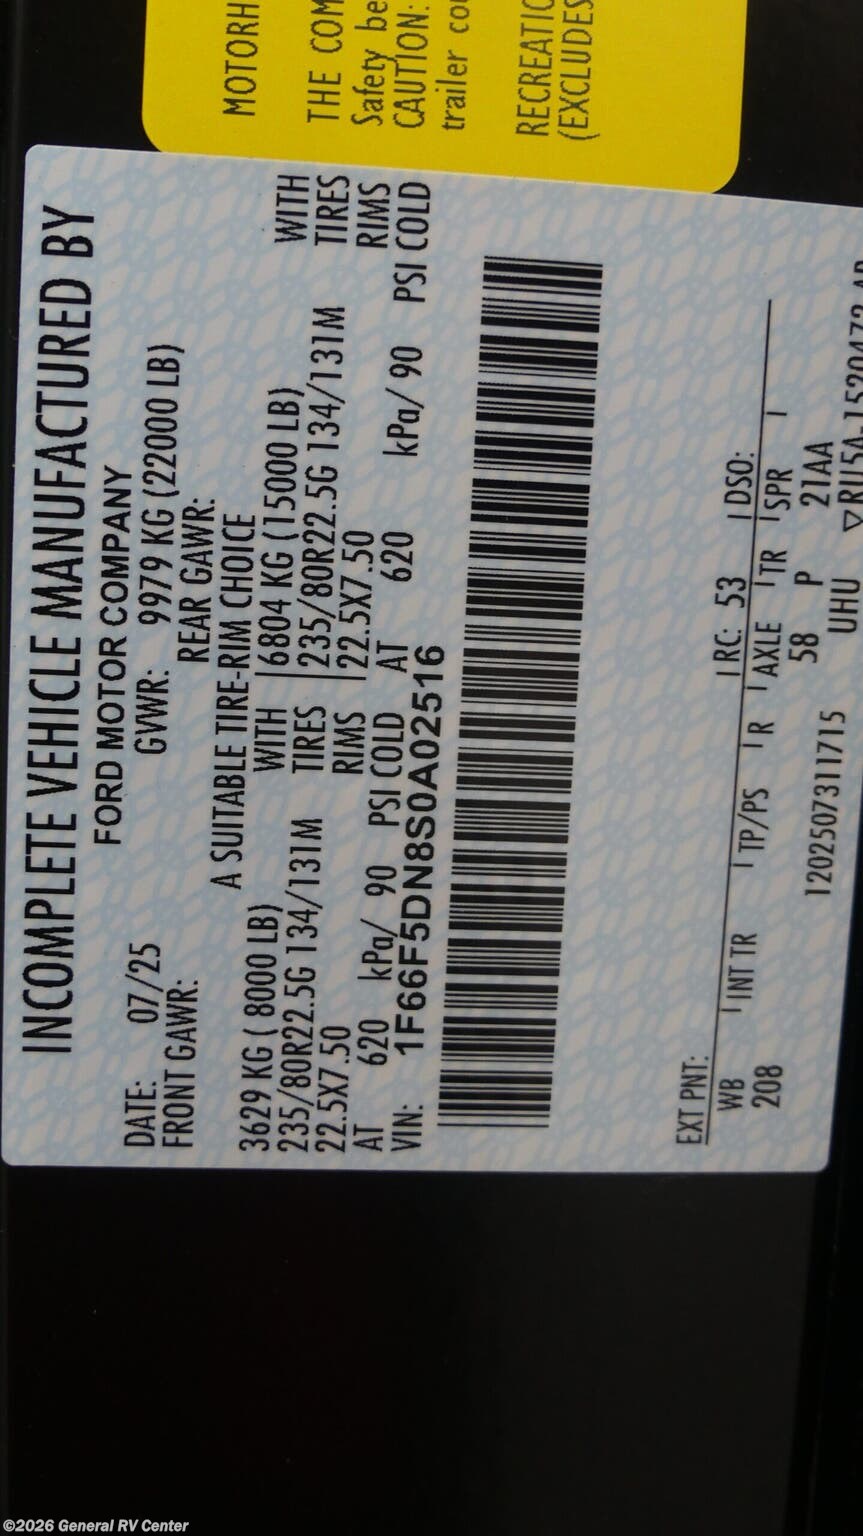 INCOMPLETE VEHICLE MANUFACTURED BY
FORD MOTOR COMPANY
DATE: 07/25 GVWR: 9979 KG (22000 LB)
FRONT GAWR: REAR GAWR:
A SUITABLE TIRE-RIM CHOICE
3629 KG ( 8000 LB) WITH 6804 KG (15000 LB) WITH
235/80R22.5G 134/131M TIRES 235/80R22.5G 134/131M TIRES
22.5X7.50 RIMS 22.5X7.50 RIMS
AT 620 kPa/ 90 PSI COLD AT 620 kPa/ 90 PSI COLD
VIN: 1F66F5DN8S0A02516
EXT PNT: RC: 53 DSO:
WB INT TR TP/PS R AXLE TR SPR
208 58 P 21AA
1202507311715 UHU
MOTORH
THE COM
Safety be
CAUTION:
trailer cou
RECREATIO
(EXCLUDES
©2026 General RV Center